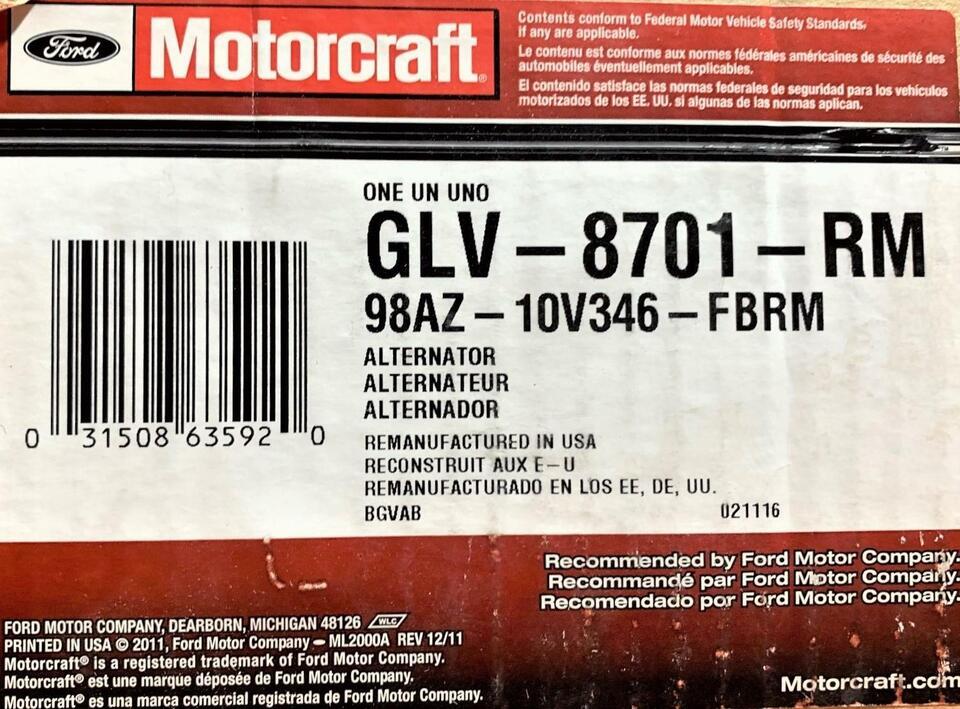 Ford
Motorcraft®
Contents conform to Federal Motor Vehicle Safety Standards,
If any are applicable.
Le contenu est conforme aux normes fédérales américaines de sécurité des
automobiles éventuellement applicables.
El contenido satisface las normas federales de seguridad para los vehículos
motorizados de los EE. UU. si algunas de las normas aplican.
ONE UN UNO
GLV – 8701 – RM
98AZ – 10V346 – FBRM
ALTERNATOR
ALTERNATEUR
ALTERNADOR
0 31508 63592 0
REMANUFACTURED IN USA
RECONSTRUIT AUX E–U
REMANUFACTURADO EN LOS EE, DE, UU.
BGVAB 021116
Recommended by Ford Motor Company.
Recommandé par Ford Motor Company.
Recomendado por Ford Motor Company.
FORD MOTOR COMPANY, DEARBORN, MICHIGAN 48126 WLC
PRINTED IN USA © 2011, Ford Motor Company – ML2000A REV 12/11
Motorcraft® is a registered trademark of Ford Motor Company.
Motorcraft® est une marque déposée de Ford Motor Company.
Motorcraft® es una marca comercial registrada de Ford Motor Company.
Motorcraft.com